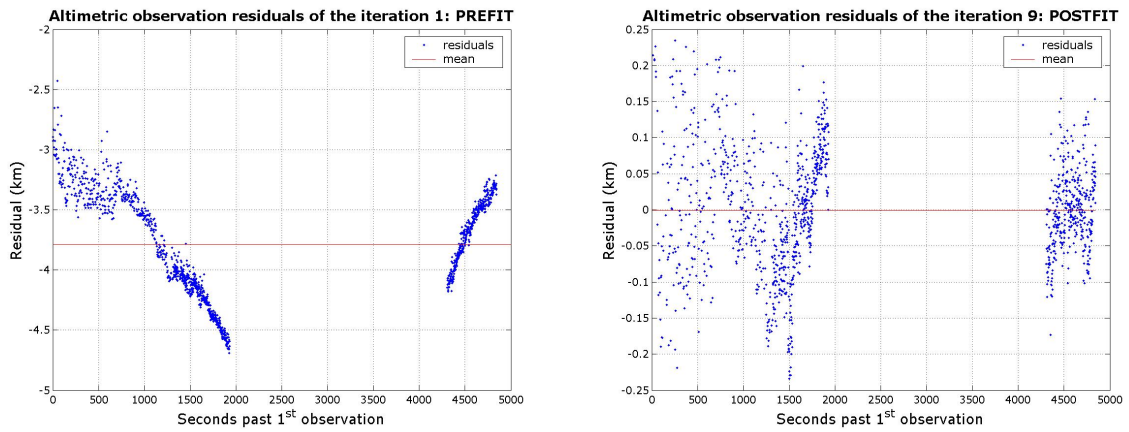 Altimetric observation residuals of the iteration 1: PREFIT
-2
-2.5
-3
-3.5
-4
-4.5
-5
Residual (km)
residuals
mean
0 500 1000 1500 2000 2500 3000 3500 4000 4500 5000
Seconds past 1st observation
Altimetric observation residuals of the iteration 9: POSTFIT
0.25
0.2
0.15
0.1
0.05
0
-0.05
-0.1
-0.15
-0.2
-0.25
Residual (km)
residuals
mean
0 500 1000 1500 2000 2500 3000 3500 4000 4500 5000
Seconds past 1st observation